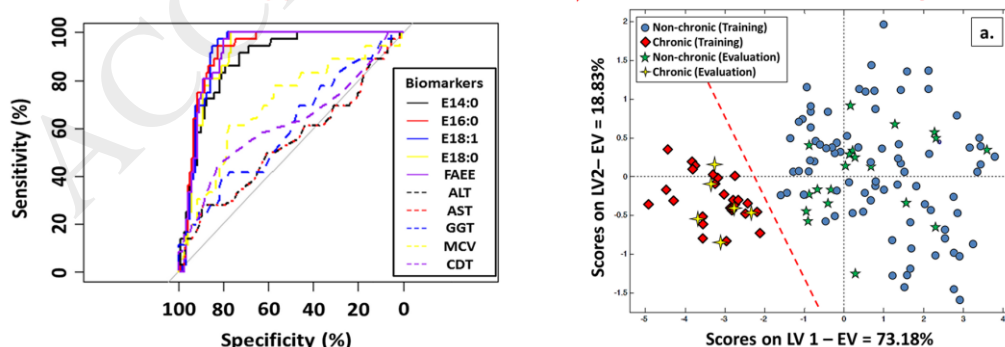 ACC
Sensitivity (%)
100
80
60
40
20
0
100 80 60 40 20 0
Specificity (%)
Biomarkers
E14:0
E16:0
E18:1
E18:0
FAEE
ALT
AST
GGT
MCV
CDT
a.
Non-chronic (Training)
Chronic (Training)
Non-chronic (Evaluation)
Chronic (Evaluation)
Scores on LV2– EV = 18.83%
2
1.5
1
0.5
0
-0.5
-1
-1.5
-5 -4 -3 -2 -1 0 1 2 3 4
Scores on LV 1 – EV = 73.18%